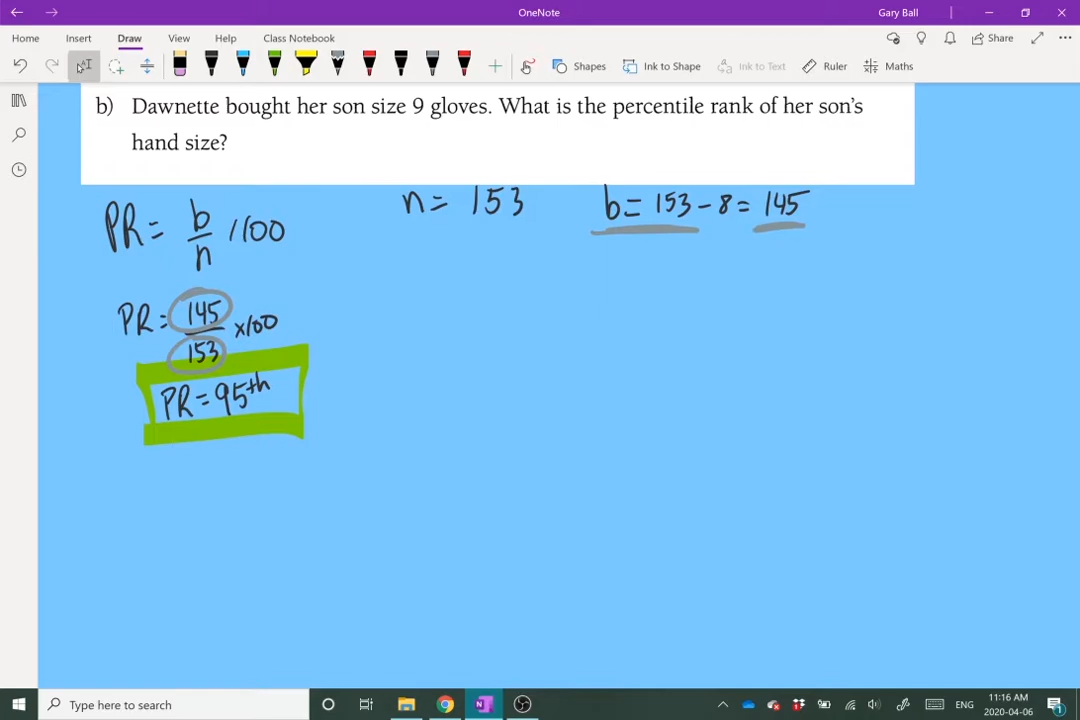 OneNote
Gary Ball
Home Insert Draw View Help Class Notebook
Share
Shapes Ink to Shape Ink to Text Ruler Maths
b) Dawnette bought her son size 9 gloves. What is the percentile rank of her son's
hand size?
n = 153
b = 153 - 8 = 145
PR = b/n /100
PR = 145/153 x100
PR = 95th
Type here to search
ENG
11:16 AM
2020-04-06